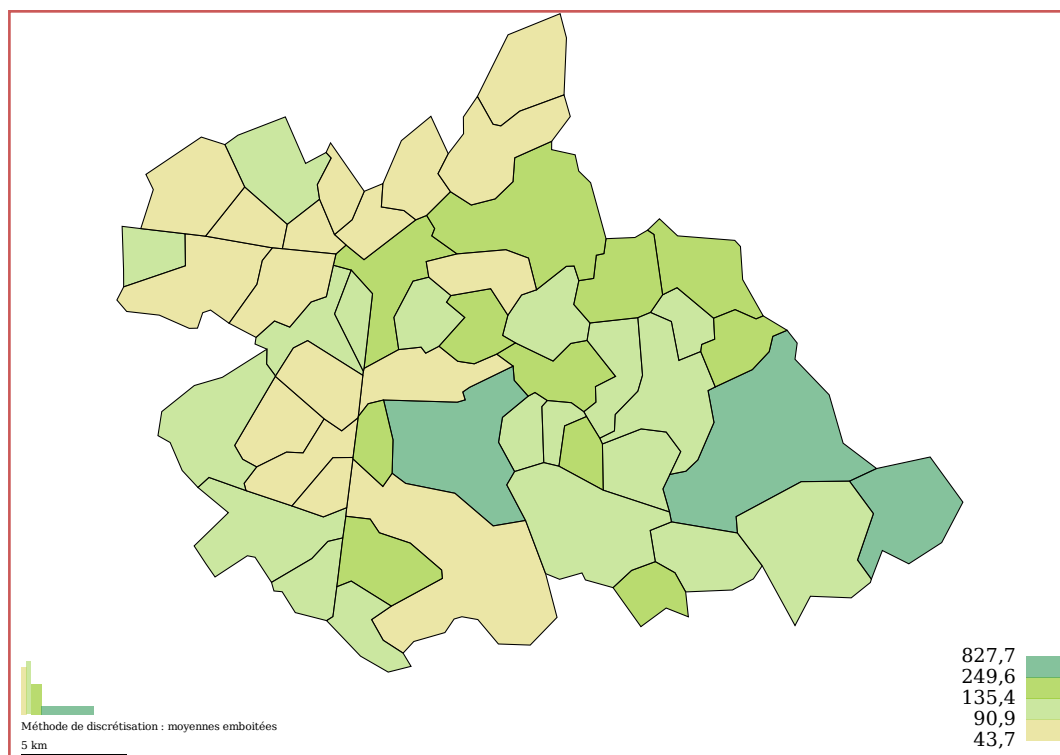 827,7
249,6
135,4
90,9
43,7
Méthode de discrétisation : moyennes emboitées
5 km